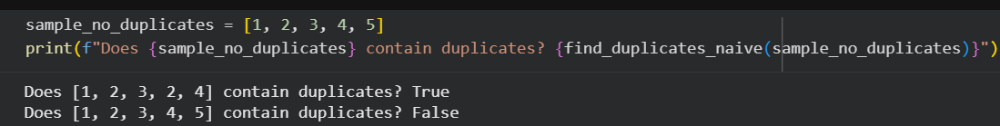 sample_no_duplicates = [1, 2, 3, 4, 5]
print(f"Does {sample_no_duplicates} contain duplicates? {find_duplicates_naive(sample_no_duplicates)}")
Does [1, 2, 3, 2, 4] contain duplicates? True
Does [1, 2, 3, 4, 5] contain duplicates? False